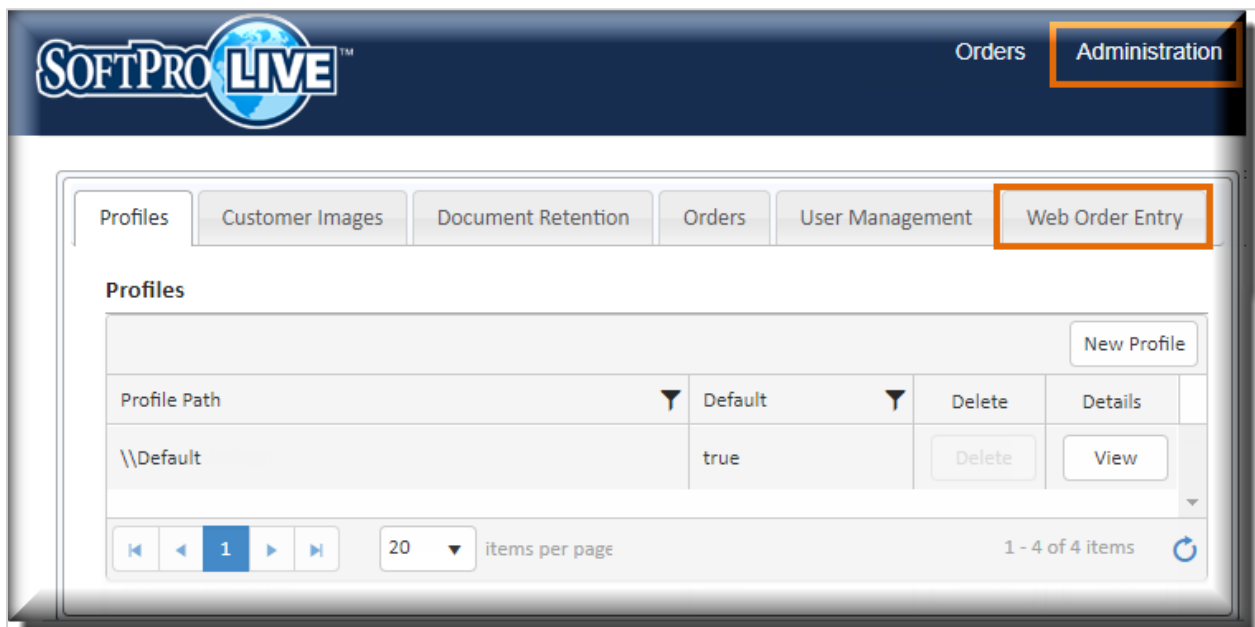 SOFTPRO LIVE™
Orders Administration
Profiles Customer Images Document Retention Orders User Management Web Order Entry
Profiles
New Profile
Profile Path Default Delete Details
\\Default true Delete View
1 20 items per page 1 - 4 of 4 items